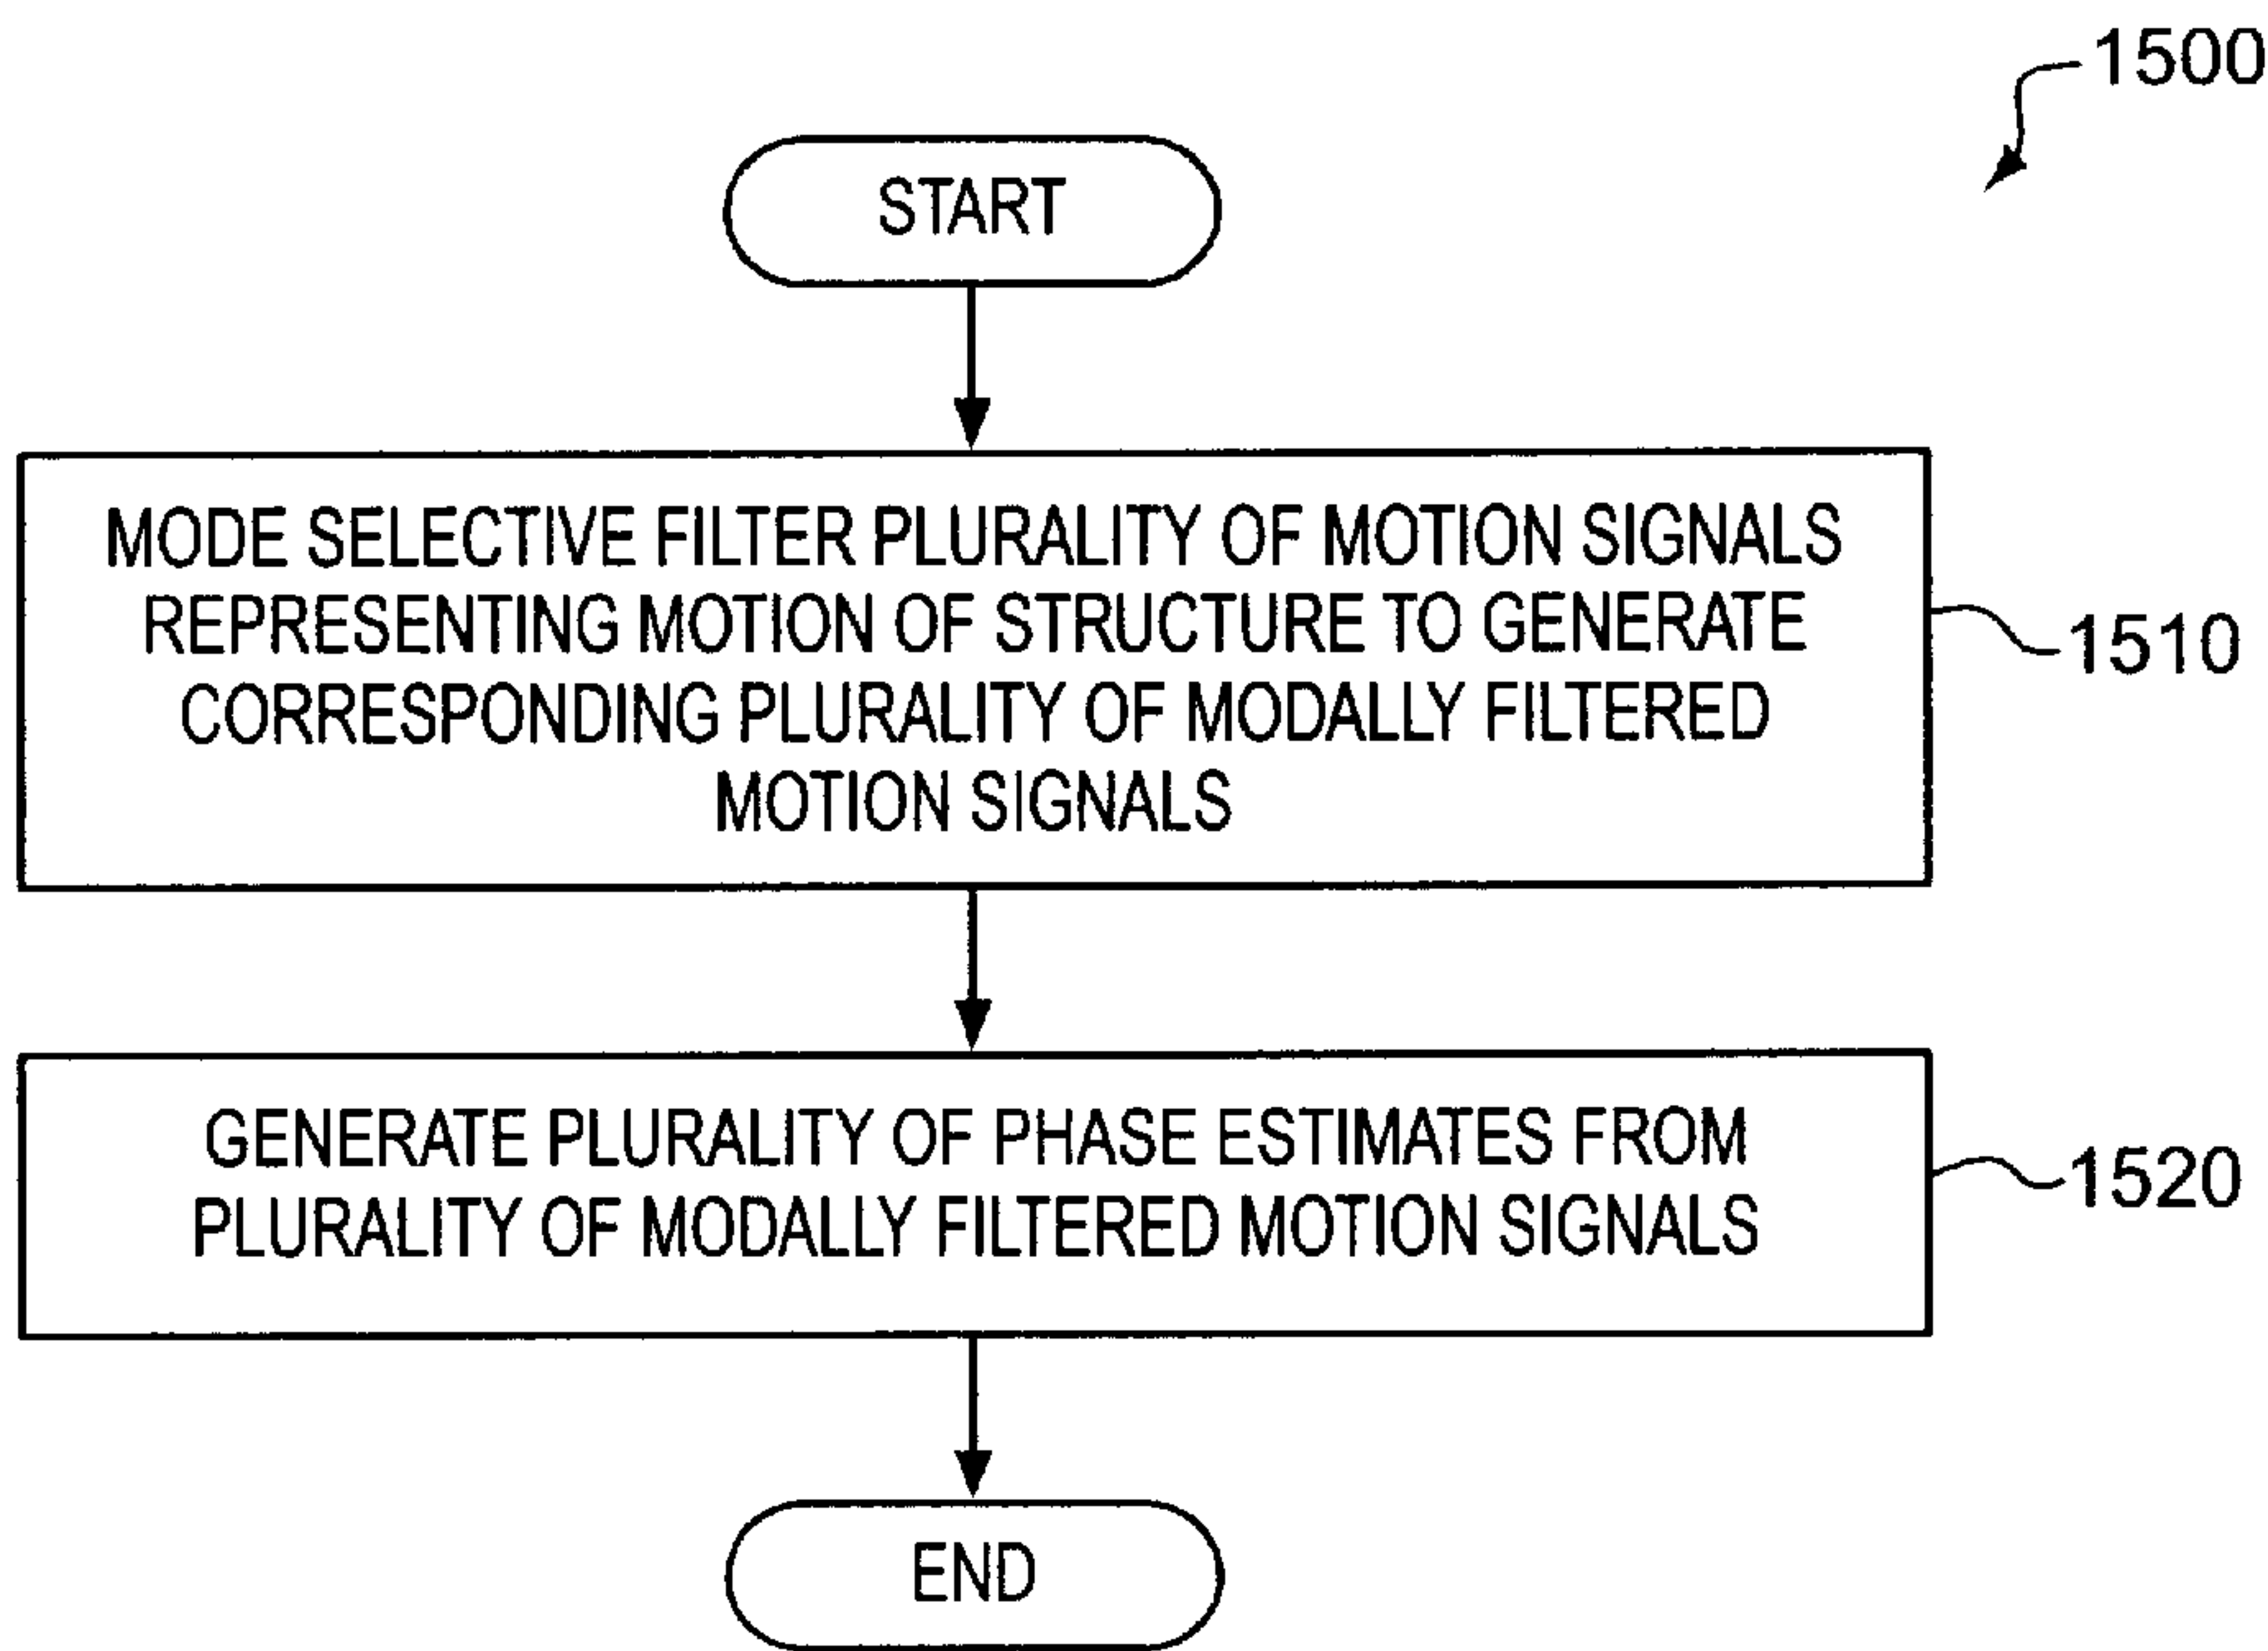 1500
START
MODE SELECTIVE FILTER PLURALITY OF MOTION SIGNALS
REPRESENTING MOTION OF STRUCTURE TO GENERATE
CORRESPONDING PLURALITY OF MODALLY FILTERED
MOTION SIGNALS
1510
GENERATE PLURALITY OF PHASE ESTIMATES FROM
PLURALITY OF MODALLY FILTERED MOTION SIGNALS
1520
END